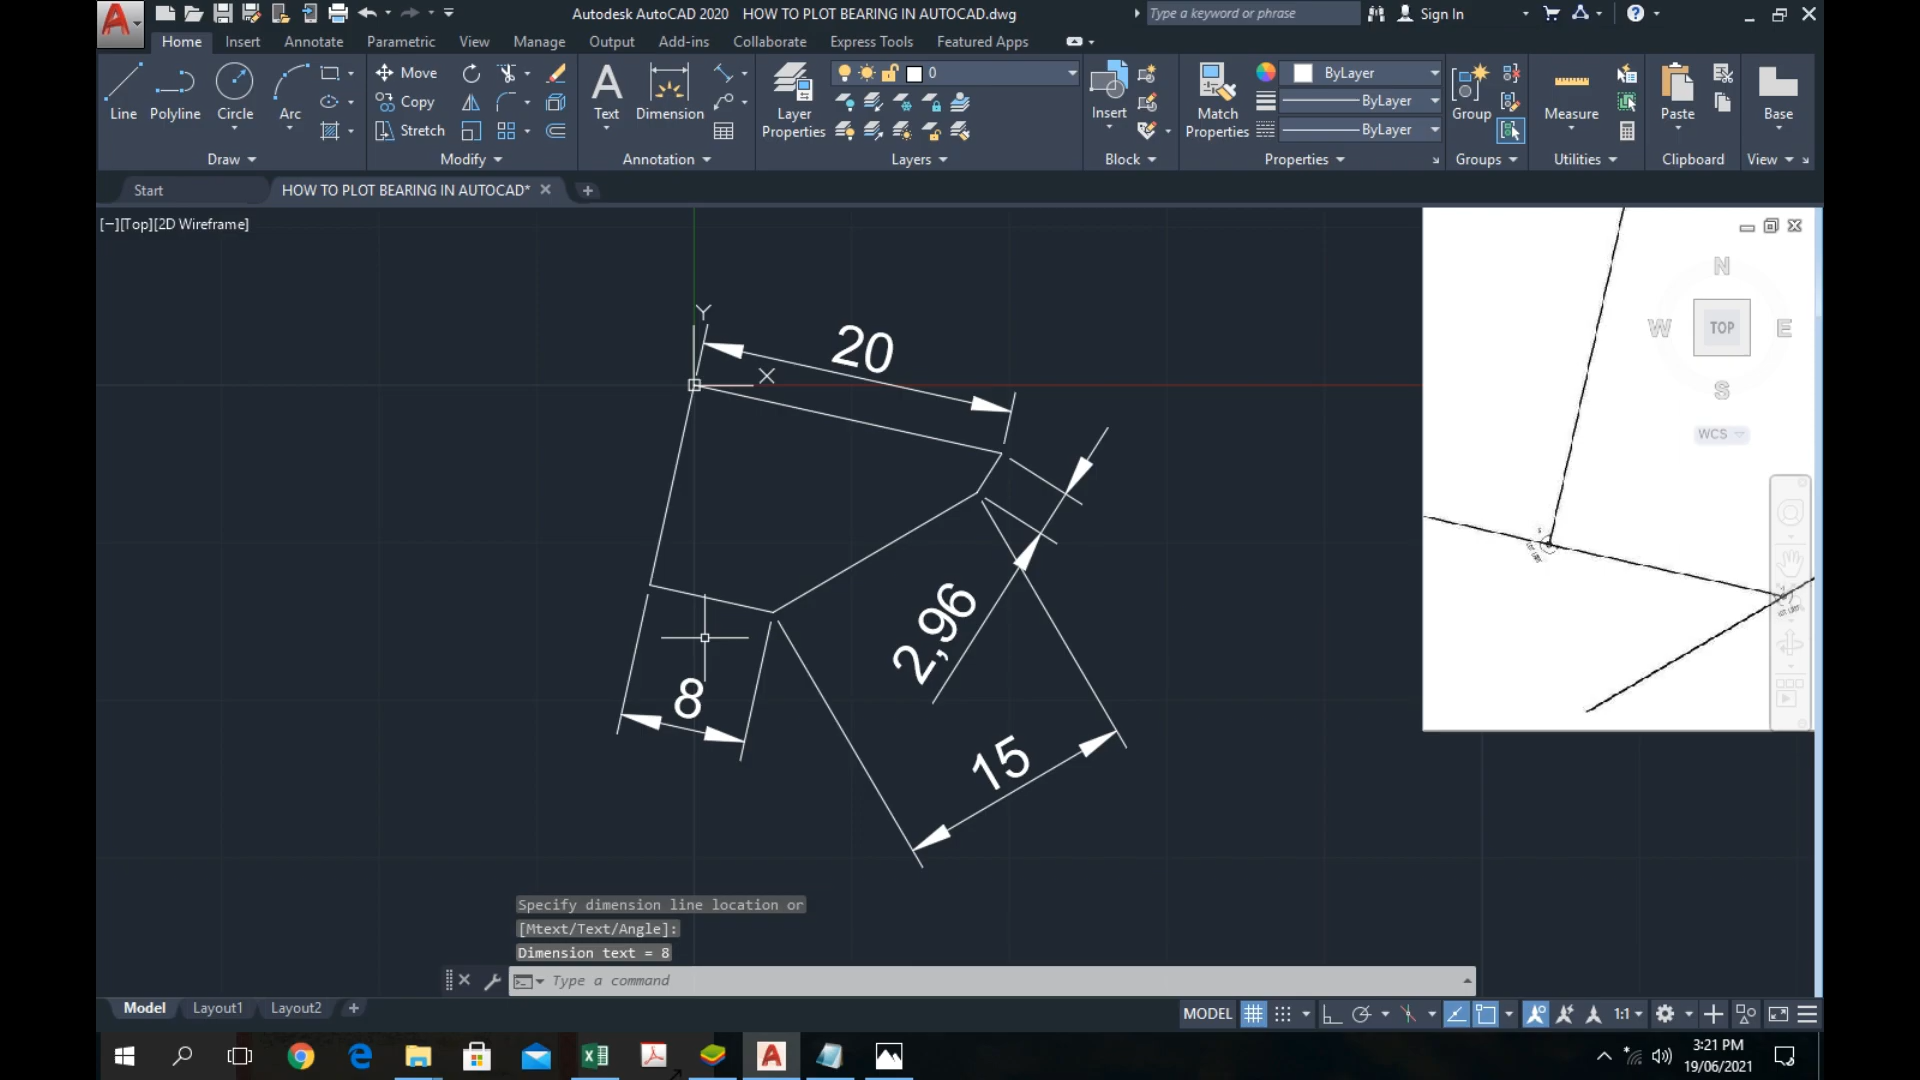 Autodesk AutoCAD 2020 HOW TO PLOT BEARING IN AUTOCAD.dwg
Type a keyword or phrase
Sign In
Home Insert Annotate Parametric View Manage Output Add-ins Collaborate Express Tools Featured Apps
Line Polyline Circle Arc
Move
Copy
Stretch
Text Dimension
Layer Properties
0
Insert
Match Properties
ByLayer
ByLayer
ByLayer
Group
Measure
Paste
Base
Draw Modify Annotation Layers Block Properties Groups Utilities Clipboard View
Start HOW TO PLOT BEARING IN AUTOCAD*
[−][Top][2D Wireframe]
N
W TOP E
S
WCS
Y
X
20
2,96
8
15
Specify dimension line location or
[Mtext/Text/Angle]:
Dimension text = 8
Type a command
Model Layout1 Layout2
MODEL
1:1
3:21 PM
19/06/2021